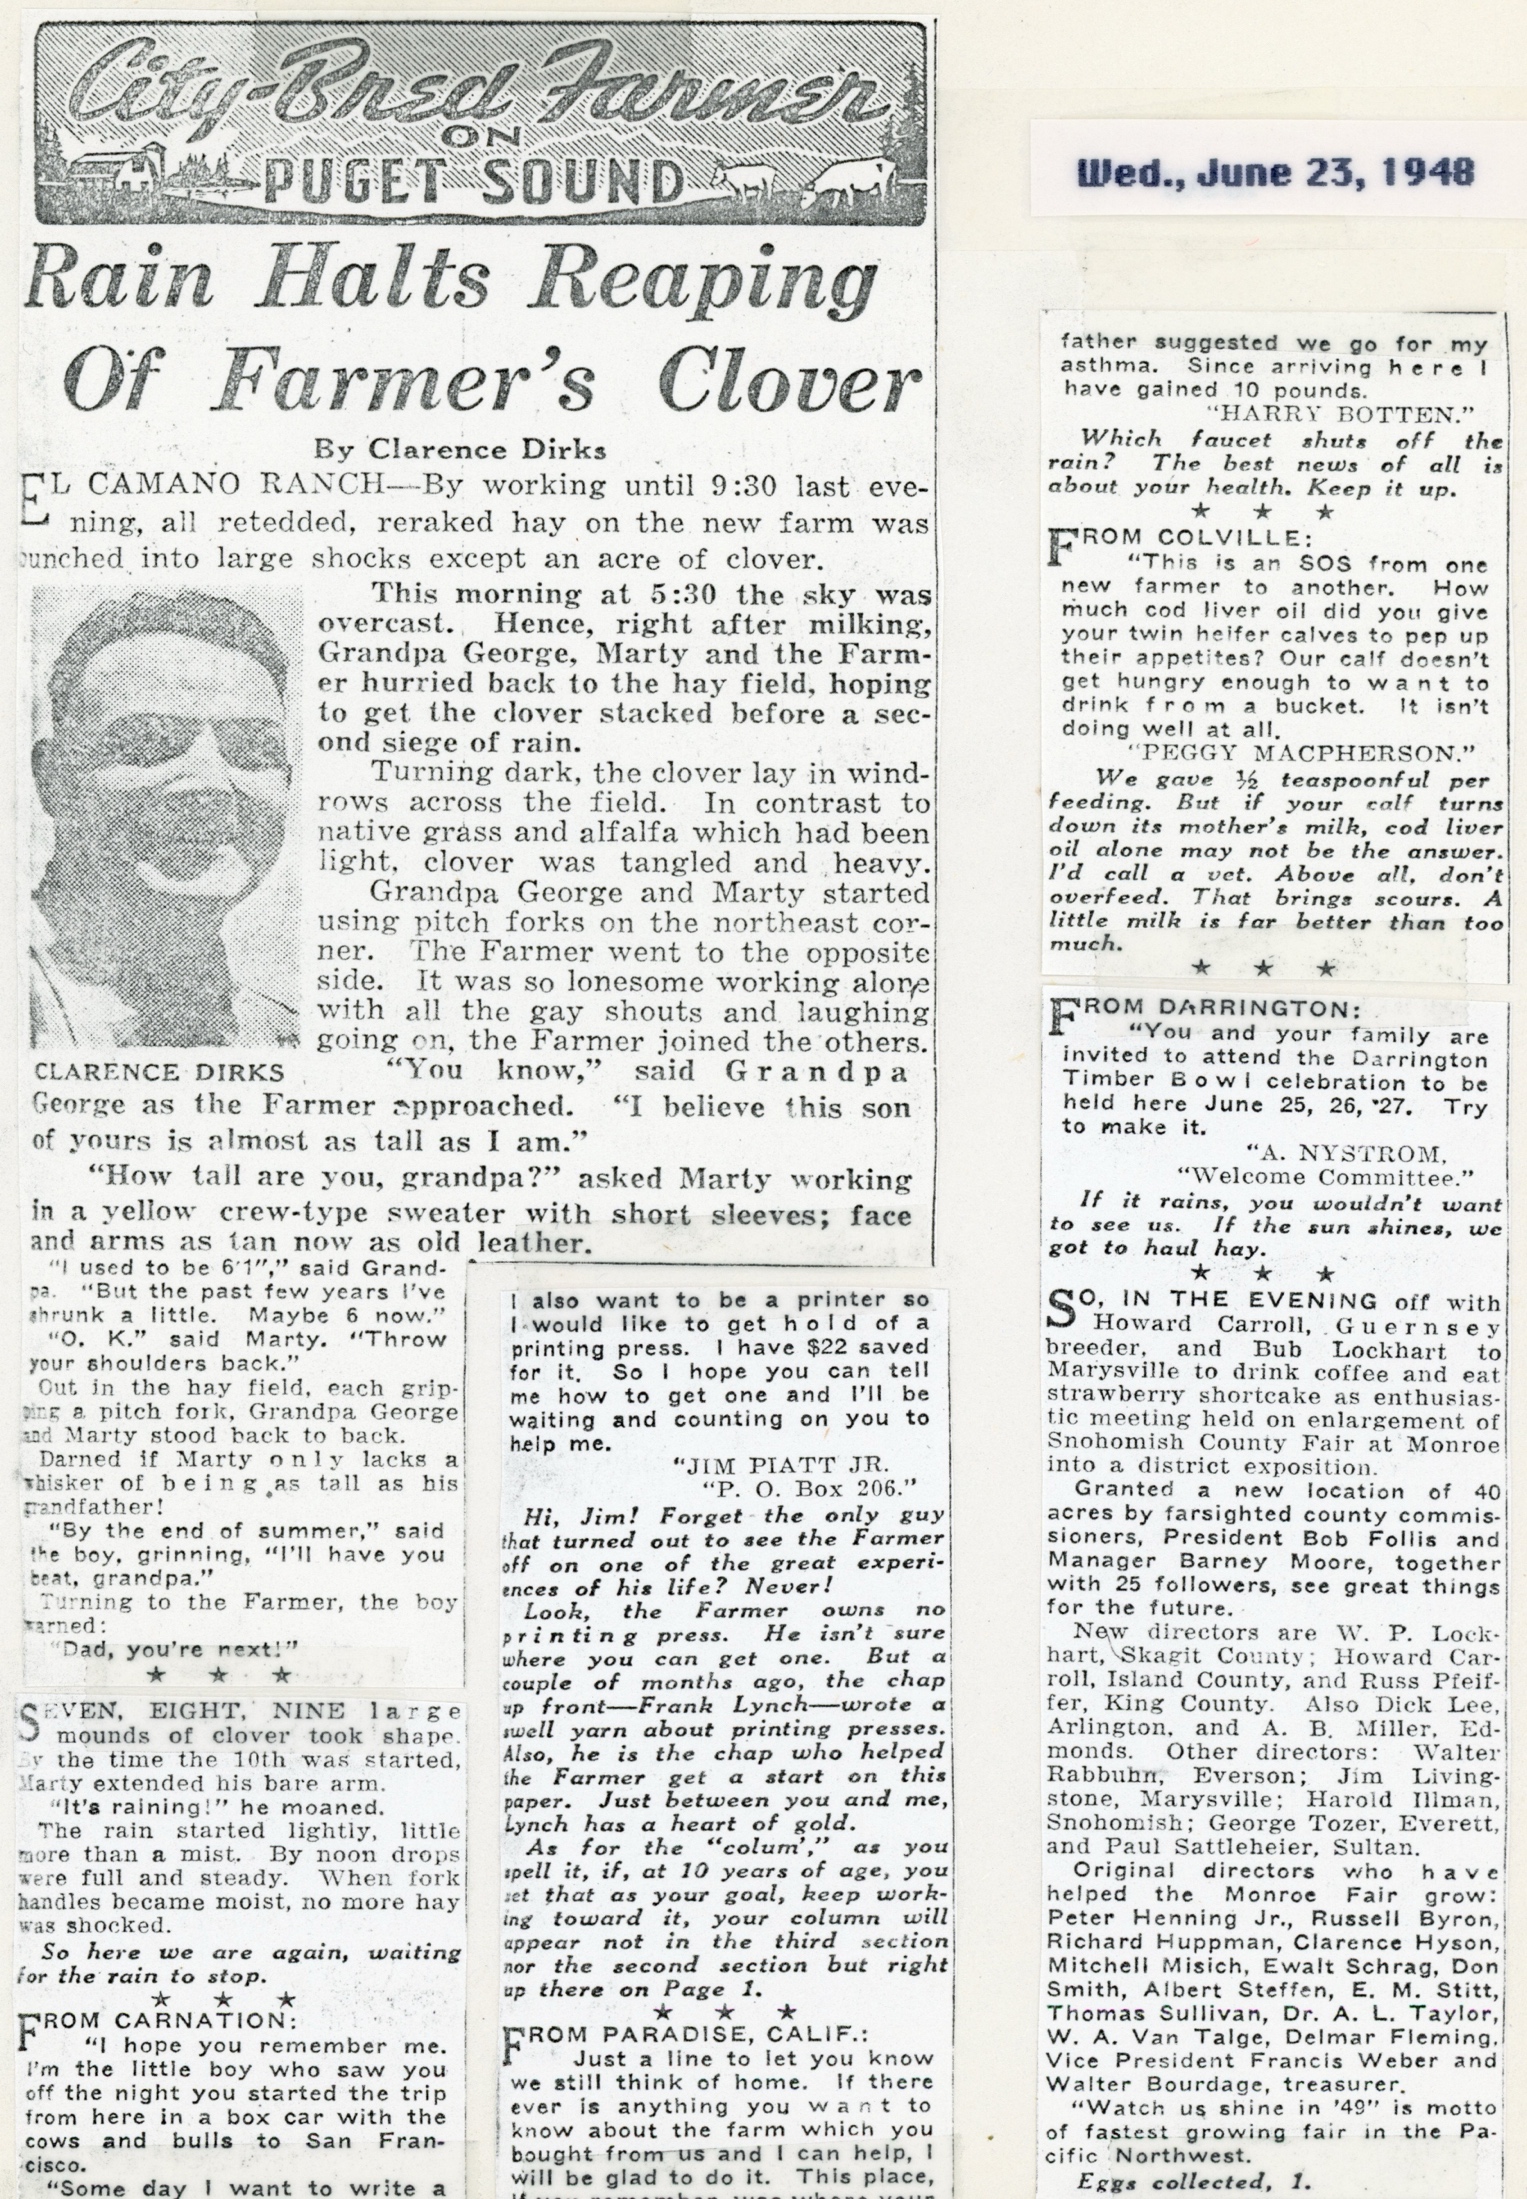 City-Bred Farmer
ON
PUGET SOUND
Wed., June 23, 1948
Rain Halts Reaping
Of Farmer's Clover
By Clarence Dirks
EL CAMANO RANCH—By working until 9:30 last eve-
ning, all retedded, reraked hay on the new farm was
bunched into large shocks except an acre of clover.
This morning at 5:30 the sky was
overcast. Hence, right after milking,
Grandpa George, Marty and the Farm-
er hurried back to the hay field, hoping
to get the clover stacked before a sec-
ond siege of rain.
Turning dark, the clover lay in wind-
rows across the field. In contrast to
native grass and alfalfa which had been
light, clover was tangled and heavy.
Grandpa George and Marty started
using pitch forks on the northeast cor-
ner. The Farmer went to the opposite
side. It was so lonesome working alone
with all the gay shouts and laughing
going on, the Farmer joined the others.
CLARENCE DIRKS
"You know," said Grandpa
George as the Farmer approached. "I believe this son
of yours is almost as tall as I am."
"How tall are you, grandpa?" asked Marty working
in a yellow crew-type sweater with short sleeves; face
and arms as tan now as old leather.
"I used to be 6'1"," said Grand-
pa. "But the past few years I've
shrunk a little. Maybe 6 now."
"O. K." said Marty. "Throw
your shoulders back."
Out in the hay field, each grip-
ping a pitch fork, Grandpa George
and Marty stood back to back.
Darned if Marty only lacks a
whisker of being as tall as his
grandfather!
"By the end of summer," said
the boy, grinning, "I'll have you
beat, grandpa."
Turning to the Farmer, the boy
warned:
"Dad, you're next!"
★ ★ ★
SEVEN, EIGHT, NINE large
mounds of clover took shape.
By the time the 10th was started,
Marty extended his bare arm.
"It's raining!" he moaned.
The rain started lightly, little
more than a mist. By noon drops
were full and steady. When fork
handles became moist, no more hay
was shocked.
So here we are again, waiting
for the rain to stop.
★ ★ ★
FROM CARNATION:
"I hope you remember me.
I'm the little boy who saw you
off the night you started the trip
from here in a box car with the
cows and bulls to San Fran-
cisco.
"Some day I want to write a
I also want to be a printer so
I would like to get hold of a
printing press. I have $22 saved
for it. So I hope you can tell
me how to get one and I'll be
waiting and counting on you to
help me.
"JIM PIATT JR.
"P. O. Box 206."
Hi, Jim! Forget the only guy
that turned out to see the Farmer
off on one of the great experi-
ences of his life? Never!
Look, the Farmer owns no
printing press. He isn't sure
where you can get one. But a
couple of months ago, the chap
up front—Frank Lynch—wrote a
swell yarn about printing presses.
Also, he is the chap who helped
the Farmer get a start on this
paper. Just between you and me,
Lynch has a heart of gold.
As for the "colum'," as you
spell it, if, at 10 years of age, you
set that as your goal, keep work-
ing toward it, your column will
appear not in the third section
nor the second section but right
up there on Page 1.
★ ★ ★
FROM PARADISE, CALIF.:
Just a line to let you know
we still think of home. If there
ever is anything you want to
know about the farm which you
bought from us and I can help, I
will be glad to do it. This place,
if you remember, was where your
father suggested we go for my
asthma. Since arriving here I
have gained 10 pounds.
"HARRY BOTTEN."
Which faucet shuts off the
rain? The best news of all is
about your health. Keep it up.
★ ★ ★
FROM COLVILLE:
"This is an SOS from one
new farmer to another. How
much cod liver oil did you give
your twin heifer calves to pep up
their appetites? Our calf doesn't
get hungry enough to want to
drink from a bucket. It isn't
doing well at all.
"PEGGY MACPHERSON."
We gave ½ teaspoonful per
feeding. But if your calf turns
down its mother's milk, cod liver
oil alone may not be the answer.
I'd call a vet. Above all, don't
overfeed. That brings scours. A
little milk is far better than too
much.
★ ★ ★
FROM DARRINGTON:
"You and your family are
invited to attend the Darrington
Timber Bowl celebration to be
held here June 25, 26, '27. Try
to make it.
"A. NYSTROM,
"Welcome Committee."
If it rains, you wouldn't want
to see us. If the sun shines, we
got to haul hay.
★ ★ ★
SO, IN THE EVENING off with
Howard Carroll, Guernsey
breeder, and Bub Lockhart to
Marysville to drink coffee and eat
strawberry shortcake as enthusias-
tic meeting held on enlargement of
Snohomish County Fair at Monroe
into a district exposition.
Granted a new location of 40
acres by farsighted county commis-
sioners, President Bob Follis and
Manager Barney Moore, together
with 25 followers, see great things
for the future.
New directors are W. P. Lock-
hart, Skagit County; Howard Car-
roll, Island County, and Russ Pfeif-
fer, King County. Also Dick Lee,
Arlington, and A. B. Miller, Ed-
monds. Other directors: Walter
Rabbuhn, Everson; Jim Living-
stone, Marysville; Harold Illman,
Snohomish; George Tozer, Everett,
and Paul Sattleheier, Sultan.
Original directors who have
helped the Monroe Fair grow:
Peter Henning Jr., Russell Byron,
Richard Huppman, Clarence Hyson,
Mitchell Misich, Ewalt Schrag, Don
Smith, Albert Steffen, E. M. Stitt,
Thomas Sullivan, Dr. A. L. Taylor,
W. A. Van Talge, Delmar Fleming,
Vice President Francis Weber and
Walter Bourdage, treasurer.
"Watch us shine in '49" is motto
of fastest growing fair in the Pa-
cific Northwest.
Eggs collected, 1.